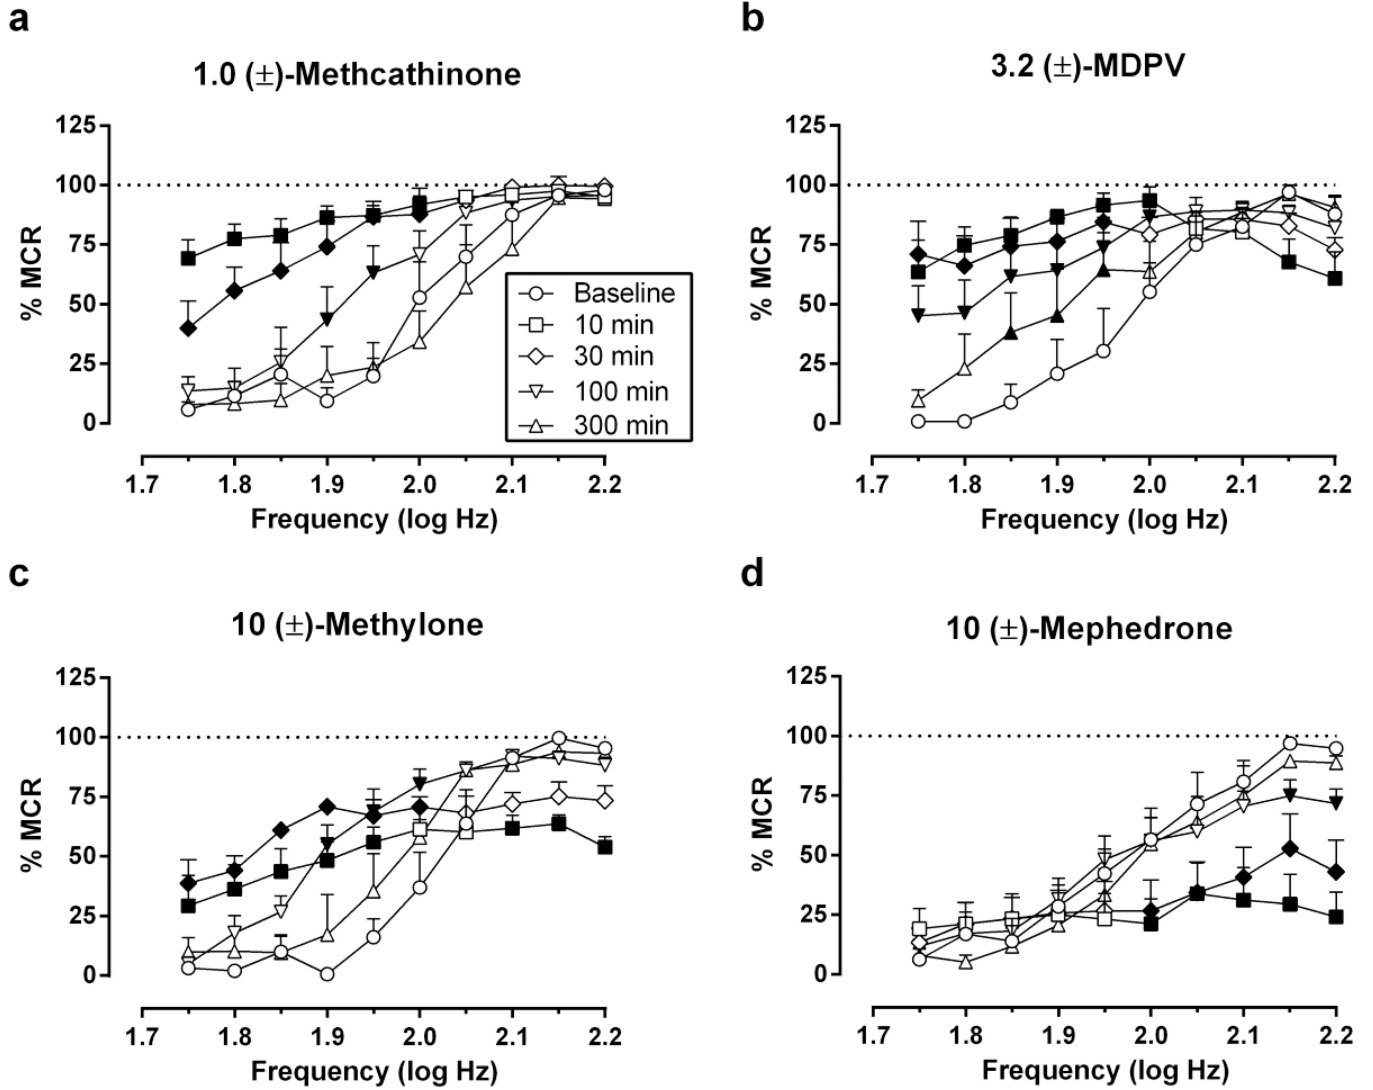 a
1.0 (±)-Methcathinone
125
100
75
50
25
0
% MCR
1.7 1.8 1.9 2.0 2.1 2.2
Frequency (log Hz)
Baseline
10 min
30 min
100 min
300 min
b
3.2 (±)-MDPV
125
100
75
50
25
0
% MCR
1.7 1.8 1.9 2.0 2.1 2.2
Frequency (log Hz)
c
10 (±)-Methylone
125
100
75
50
25
0
% MCR
1.7 1.8 1.9 2.0 2.1 2.2
Frequency (log Hz)
d
10 (±)-Mephedrone
125
100
75
50
25
0
% MCR
1.7 1.8 1.9 2.0 2.1 2.2
Frequency (log Hz)